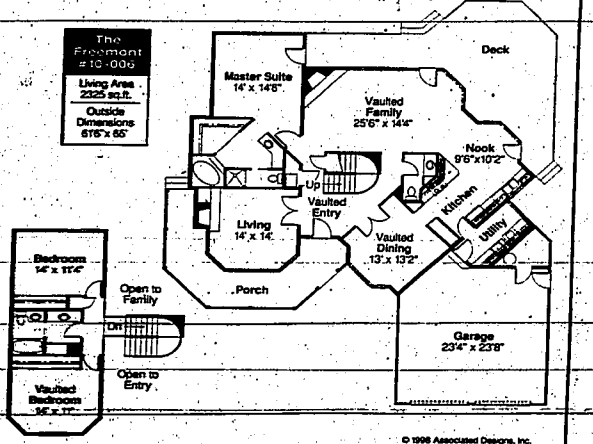 The
Freemont
#10-006
Living Area
2325 sq.ft.
Outside
Dimensions
61'6" x 65'
Master Suite
14' x 14'6"
Deck
Vaulted
Family
25'6" x 14'4"
Nook
9'6"x10'2"
Up
Kitchen
Vaulted
Entry
Living
14' x 14'
Utility
Vaulted
Dining
13' x 13'2"
Porch
Bedroom
14' x 11'4"
Open to
Family
Dn
Open to
Entry
Vaulted
Bedroom
14' x 11'
Garage
23'4" x 23'8"
© 1998 Associated Designs, Inc.